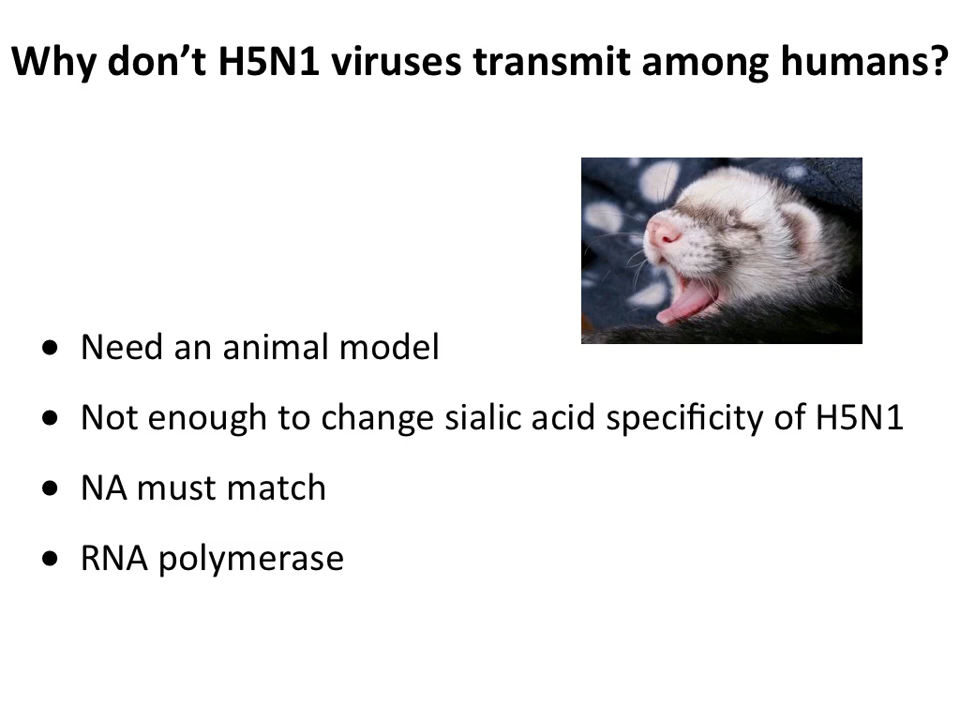 Why don’t H5N1 viruses transmit among humans?
• Need an animal model
• Not enough to change sialic acid specificity of H5N1
• NA must match
• RNA polymerase